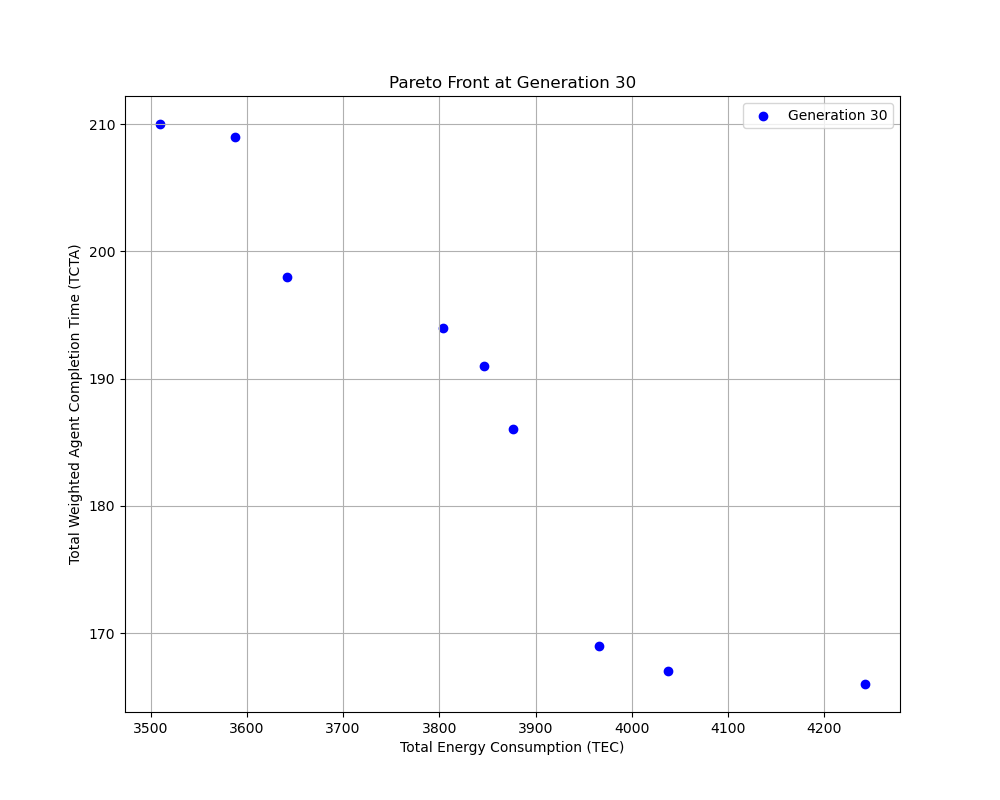 Pareto Front at Generation 30
Generation 30
210
200
190
180
170
Total Weighted Agent Completion Time (TCTA)
3500 3600 3700 3800 3900 4000 4100 4200
Total Energy Consumption (TEC)